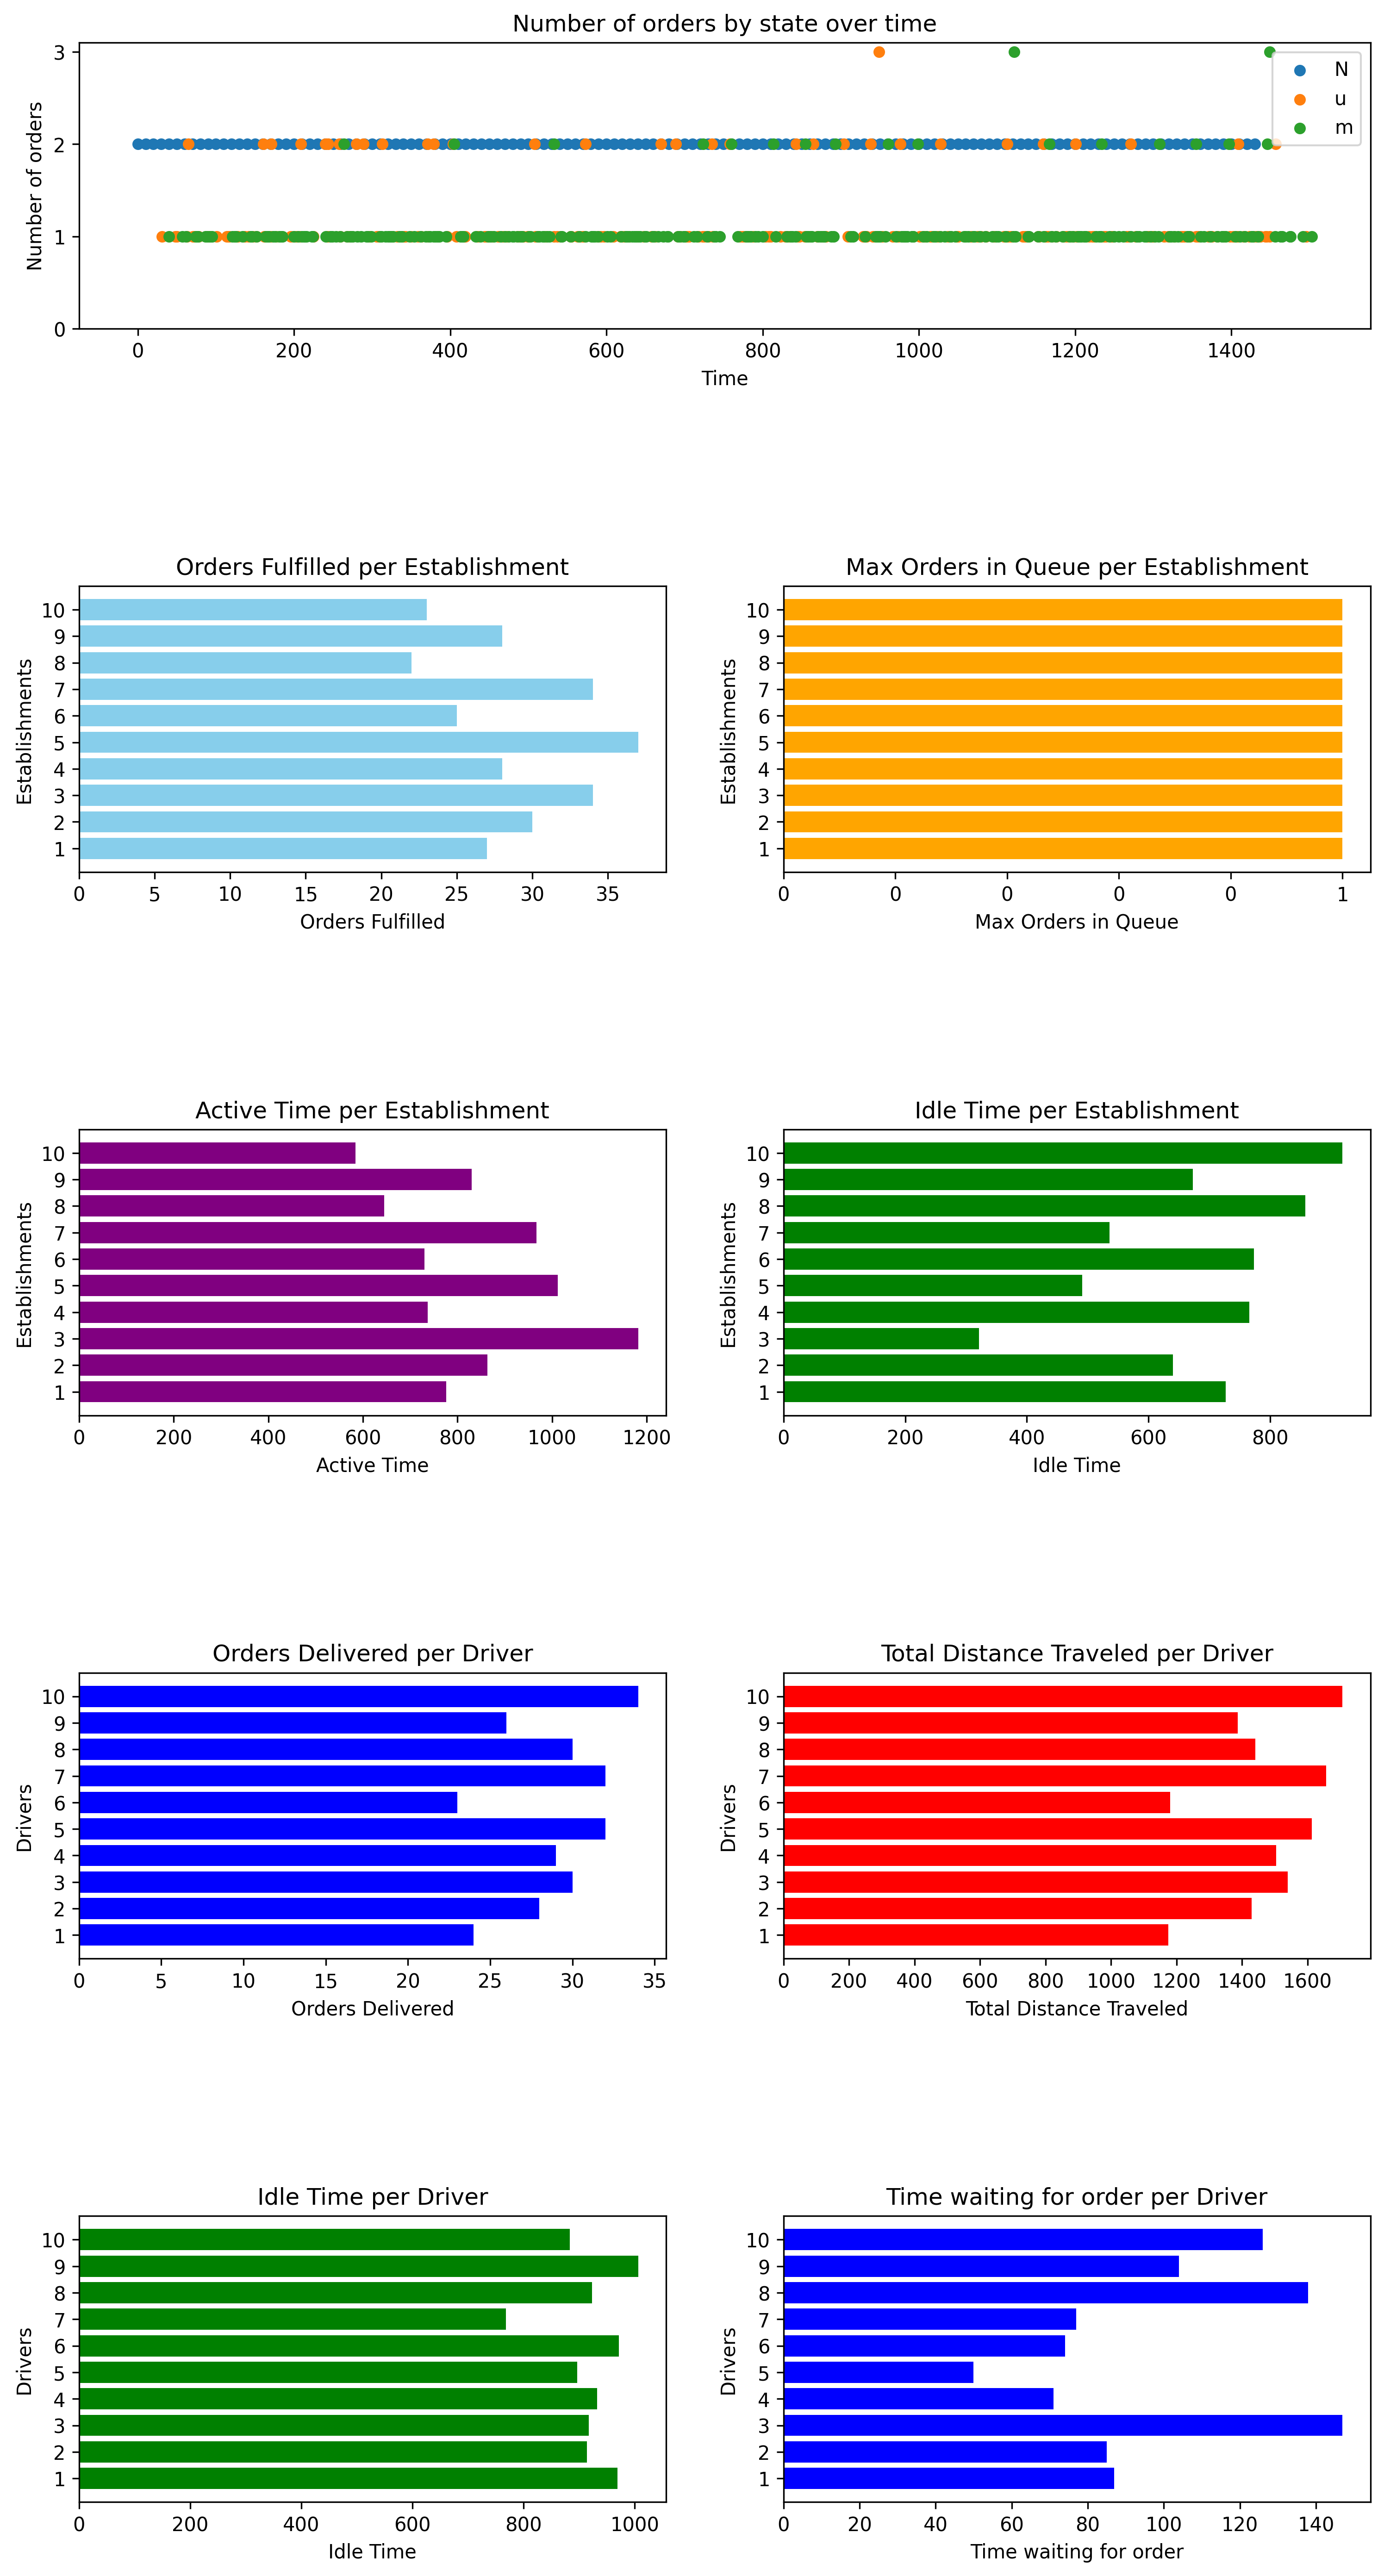 Number of orders by state over time
Number of orders
3
2
1
0
N
u
m
0 200 400 600 800 1000 1200 1400
Time
Orders Fulfilled per Establishment
Establishments
10
9
8
7
6
5
4
3
2
1
0 5 10 15 20 25 30 35
Orders Fulfilled
Max Orders in Queue per Establishment
Establishments
10
9
8
7
6
5
4
3
2
1
0 0 0 0 0 1
Max Orders in Queue
Active Time per Establishment
Establishments
10
9
8
7
6
5
4
3
2
1
0 200 400 600 800 1000 1200
Active Time
Idle Time per Establishment
Establishments
10
9
8
7
6
5
4
3
2
1
0 200 400 600 800
Idle Time
Orders Delivered per Driver
Drivers
10
9
8
7
6
5
4
3
2
1
0 5 10 15 20 25 30 35
Orders Delivered
Total Distance Traveled per Driver
Drivers
10
9
8
7
6
5
4
3
2
1
0 200 400 600 800 1000 1200 1400 1600
Total Distance Traveled
Idle Time per Driver
Drivers
10
9
8
7
6
5
4
3
2
1
0 200 400 600 800 1000
Idle Time
Time waiting for order per Driver
Drivers
10
9
8
7
6
5
4
3
2
1
0 20 40 60 80 100 120 140
Time waiting for order